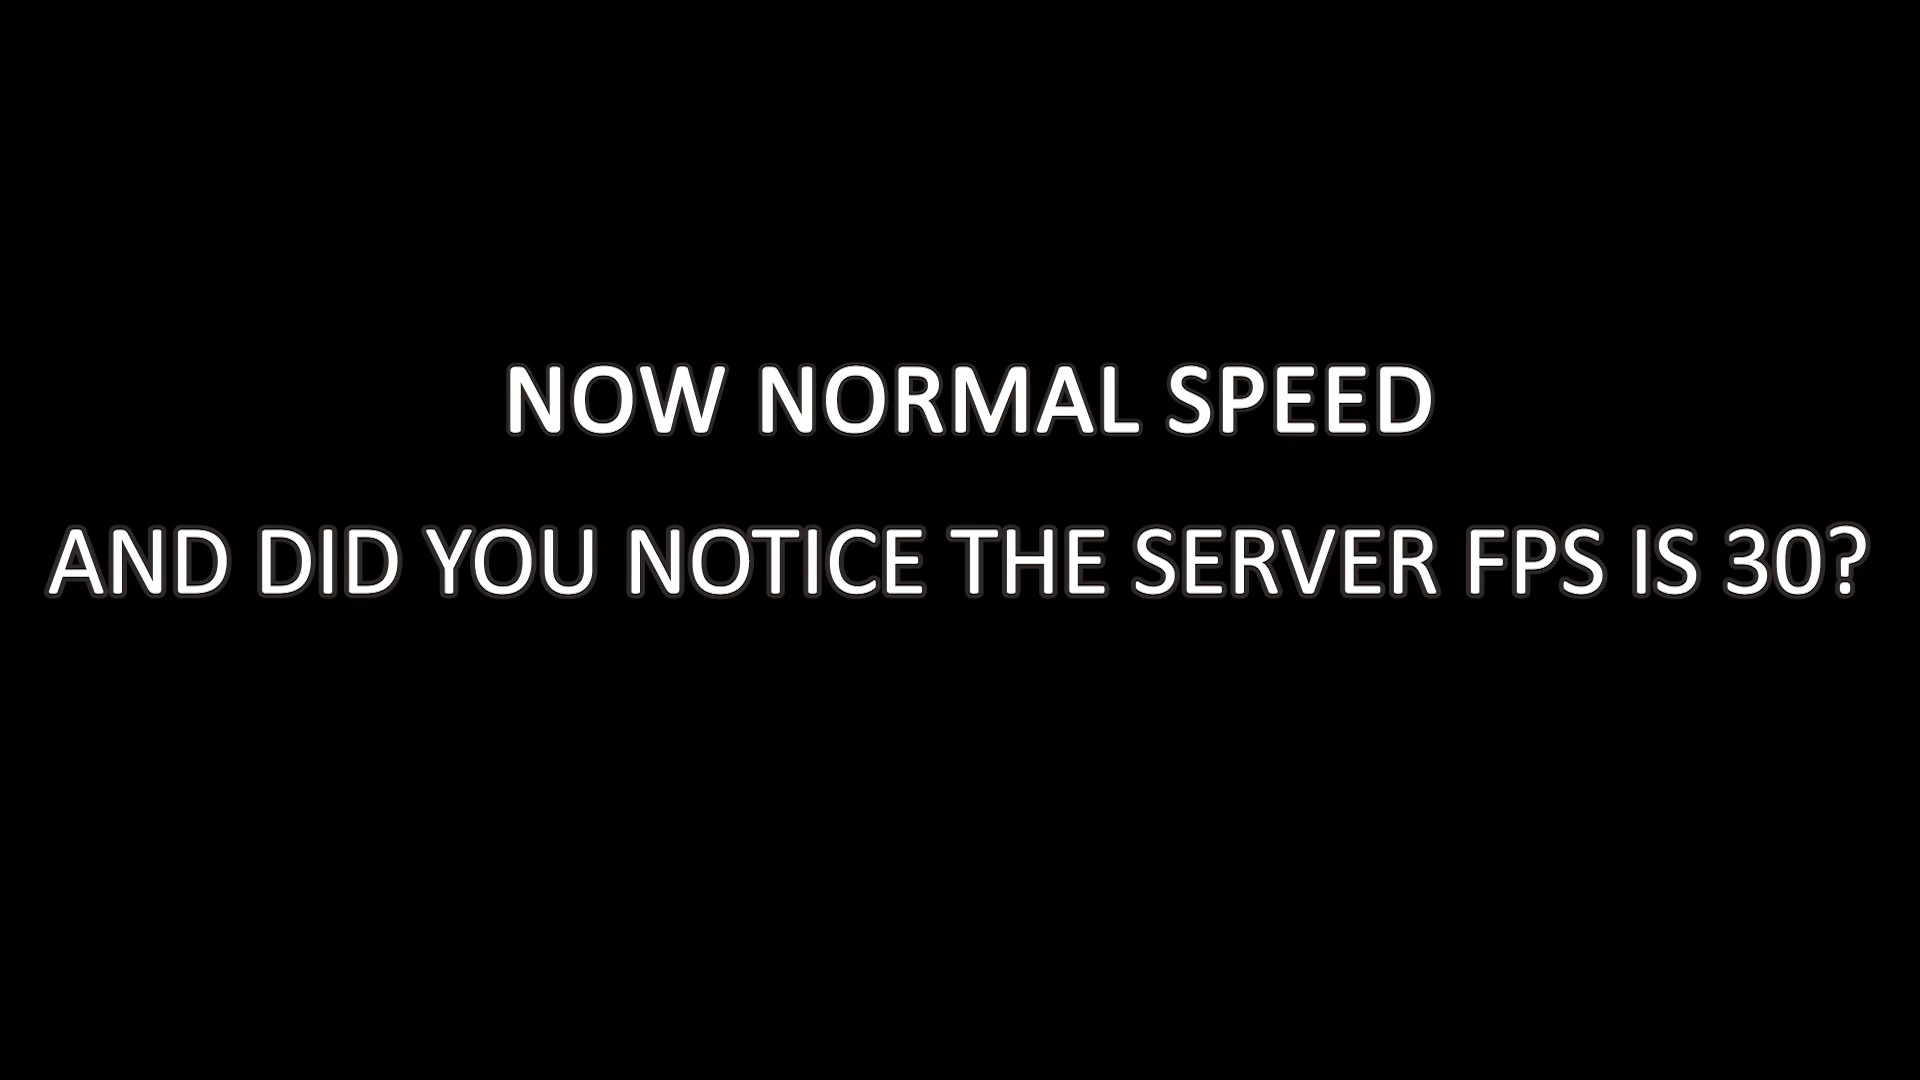 NOW NORMAL SPEED
AND DID YOU NOTICE THE SERVER FPS IS 30?